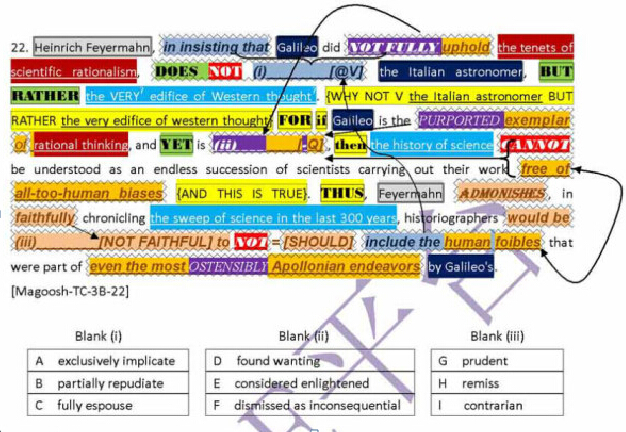 22. Heinrich Feyermahn, in insisting that Galileo did NOT FULLY uphold the tenets of
scientific rationalism, DOES NOT (i)________[@V] the Italian astronomer, BUT
RATHER the VERY edifice of Western thought. {WHY NOT V the Italian astronomer BUT
RATHER the very edifice of western thought} FOR if Galileo is the PURPORTED exemplar
of rational thinking, and YET is (ii)________[.Q] then the history of science CANNOT
be understood as an endless succession of scientists carrying out their work free of
all-too-human biases {AND THIS IS TRUE}. THUS, Feyermahn ADMONISHES, in
faithfully chronicling the sweep of science in the last 300 years, historiographers would be
(iii)________[NOT FAITHFUL] to NOT = [SHOULD] include the human foibles that
were part of even the most OSTENSIBLY Apollonian endeavors by Galileo's.
[Magoosh-TC-3B-22]
Blank (i) Blank (ii) Blank (iii)
A exclusively implicate D found wanting G prudent
B partially repudiate E considered enlightened H remiss
C fully espouse F dismissed as inconsequential I contrarian